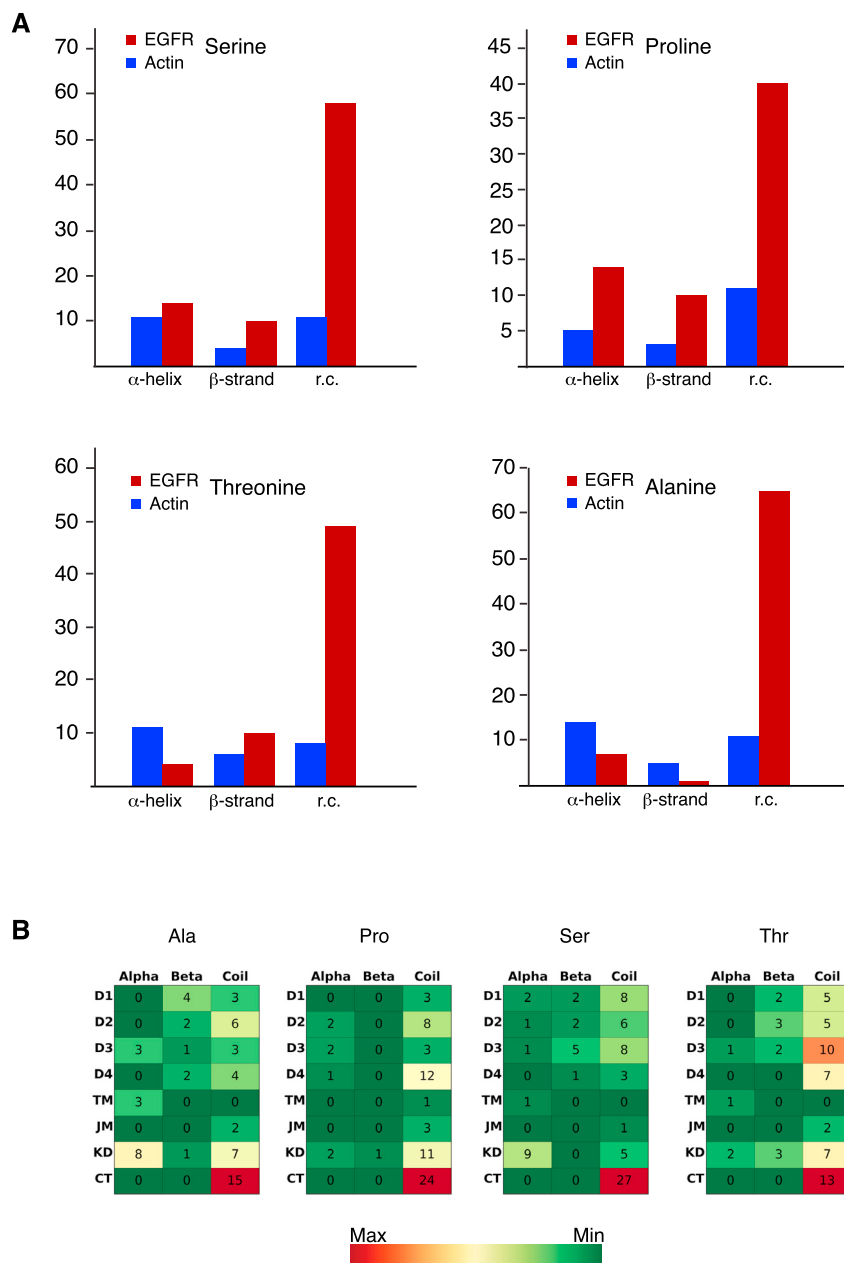 A
EGFR
Actin
Serine
70
60
50
40
30
20
10
α-helix β-strand r.c.
EGFR
Actin
Proline
45
40
35
30
25
20
15
10
5
α-helix β-strand r.c.
EGFR
Actin
Threonine
60
50
40
30
20
10
α-helix β-strand r.c.
EGFR
Actin
Alanine
70
60
50
40
30
20
10
α-helix β-strand r.c.
B
Ala
Alpha Beta Coil
D1 0 4 3
D2 0 2 6
D3 3 1 3
D4 0 2 4
TM 3 0 0
JM 0 0 2
KD 8 1 7
CT 0 0 15
Pro
Alpha Beta Coil
D1 0 0 3
D2 2 0 8
D3 2 0 3
D4 1 0 12
TM 0 0 1
JM 0 0 3
KD 2 1 11
CT 0 0 24
Ser
Alpha Beta Coil
D1 2 2 8
D2 1 2 6
D3 1 5 8
D4 0 1 3
TM 1 0 0
JM 0 0 1
KD 9 0 5
CT 0 0 27
Thr
Alpha Beta Coil
D1 0 2 5
D2 0 3 5
D3 1 2 10
D4 0 0 7
TM 1 0 0
JM 0 0 2
KD 2 3 7
CT 0 0 13
Max Min